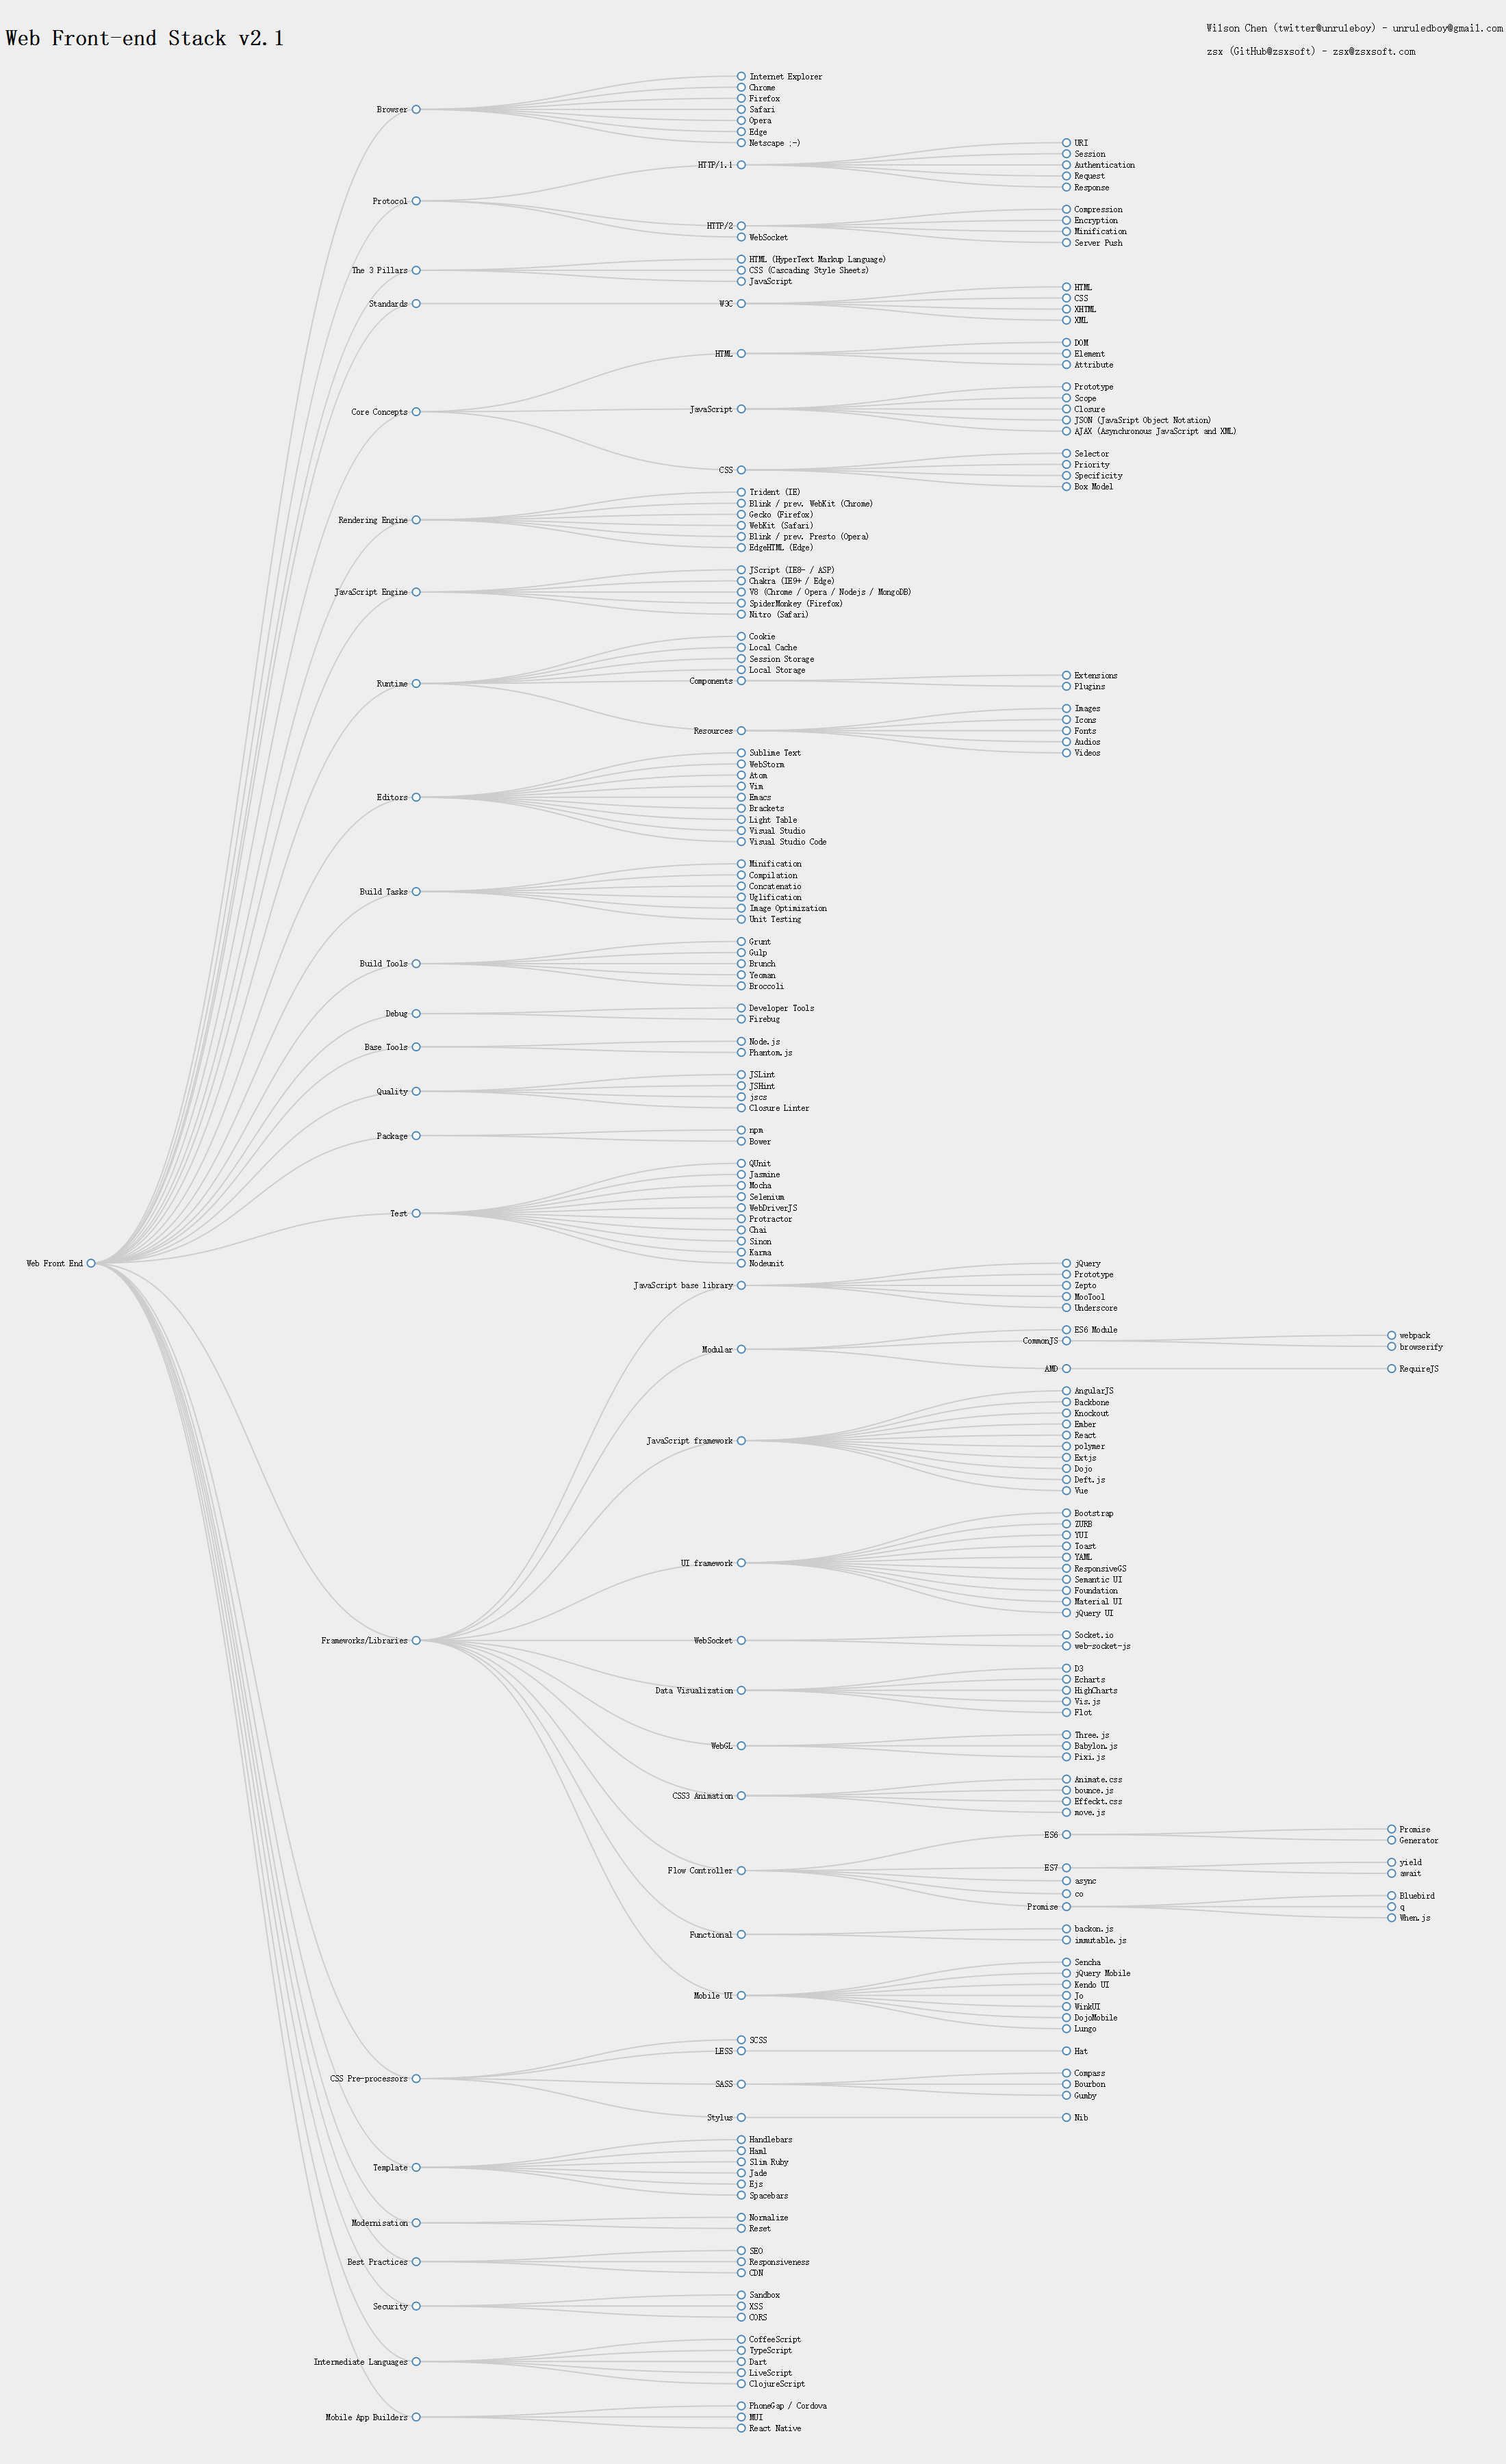 Web Front-end Stack v2.1
Wilson Chen (twitter@unruleboy) - unruledboy@gmail.com
zsx (GitHub@zsxsoft) - zsx@zsxsoft.com
Web Front End
Browser
Internet Explorer
Chrome
Firefox
Safari
Opera
Edge
Netscape ;-)
Protocol
HTTP/1.1
URI
Session
Authentication
Request
Response
HTTP/2
Compression
Encryption
Minification
Server Push
WebSocket
The 3 Pillars
HTML (HyperText Markup Language)
CSS (Cascading Style Sheets)
JavaScript
Standards
W3C
HTML
CSS
XHTML
XML
Core Concepts
HTML
DOM
Element
Attribute
JavaScript
Prototype
Scope
Closure
JSON (JavaSript Object Notation)
AJAX (Asynchronous JavaScript and XML)
CSS
Selector
Priority
Specificity
Box Model
Rendering Engine
Trident (IE)
Blink / prev. WebKit (Chrome)
Gecko (Firefox)
WebKit (Safari)
Blink / prev. Presto (Opera)
EdgeHTML (Edge)
JavaScript Engine
JScript (IE8- / ASP)
Chakra (IE9+ / Edge)
V8 (Chrome / Opera / Nodejs / MongoDB)
SpiderMonkey (Firefox)
Nitro (Safari)
Runtime
Cookie
Local Cache
Session Storage
Local Storage
Components
Extensions
Plugins
Resources
Images
Icons
Fonts
Audios
Videos
Editors
Sublime Text
WebStorm
Atom
Vim
Emacs
Brackets
Light Table
Visual Studio
Visual Studio Code
Build Tasks
Minification
Compilation
Concatenatio
Uglification
Image Optimization
Unit Testing
Build Tools
Grunt
Gulp
Brunch
Yeoman
Broccoli
Debug
Developer Tools
Firebug
Base Tools
Node.js
Phantom.js
Quality
JSLint
JSHint
jscs
Closure Linter
Package
npm
Bower
Test
QUnit
Jasmine
Mocha
Selenium
WebDriverJS
Protractor
Chai
Sinon
Karma
Nodeunit
Frameworks/Libraries
JavaScript base library
jQuery
Prototype
Zepto
MooTool
Underscore
Modular
ES6 Module
CommonJS
webpack
browserify
AMD
RequireJS
JavaScript framework
AngularJS
Backbone
Knockout
Ember
React
polymer
Extjs
Dojo
Deft.js
Vue
UI framework
Bootstrap
ZURB
YUI
Toast
YAML
ResponsiveGS
Semantic UI
Foundation
Material UI
jQuery UI
WebSocket
Socket.io
web-socket-js
Data Visualization
D3
Echarts
HighCharts
Vis.js
Flot
WebGL
Three.js
Babylon.js
Pixi.js
CSS3 Animation
Animate.css
bounce.js
Effeckt.css
move.js
Flow Controller
ES6
Promise
Generator
ES7
yield
await
async
co
Promise
Bluebird
q
When.js
Functional
backon.js
immutable.js
Mobile UI
Sencha
jQuery Mobile
Kendo UI
Jo
WinkUI
DojoMobile
Lungo
CSS Pre-processors
SCSS
LESS
Hat
SASS
Compass
Bourbon
Gumby
Stylus
Nib
Template
Handlebars
Haml
Slim Ruby
Jade
Ejs
Spacebars
Modernisation
Normalize
Reset
Best Practices
SEO
Responsiveness
CDN
Security
Sandbox
XSS
CORS
Intermediate Languages
CoffeeScript
TypeScript
Dart
LiveScript
ClojureScript
Mobile App Builders
PhoneGap / Cordova
MUI
React Native